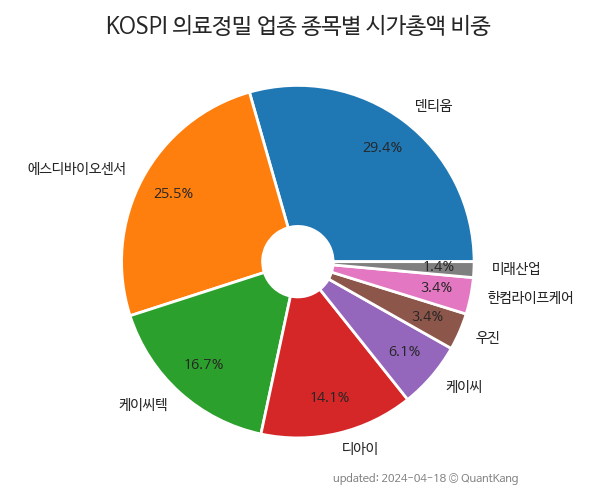 KOSPI 의료정밀 업종 종목별 시가총액 비중
덴티움
29.4%
에스디바이오센서
25.5%
케이씨텍
16.7%
디아이
14.1%
케이씨
6.1%
우진
3.4%
한컴라이프케어
3.4%
미래산업
1.4%
updated: 2024-04-18 © QuantKang